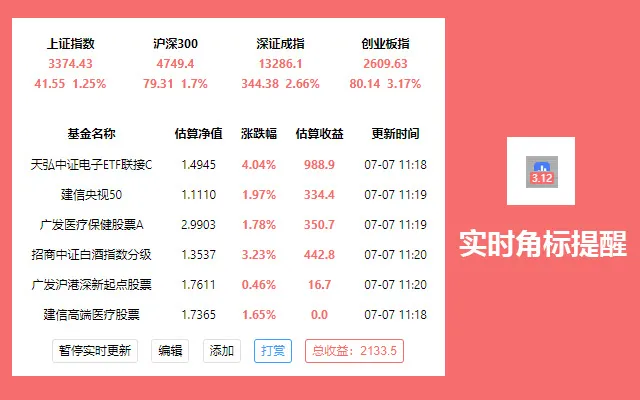 上证指数 沪深300 深证成指 创业板指
3374.43 4749.4 13286.1 2609.63
41.55 1.25% 79.31 1.7% 344.38 2.66% 80.14 3.17%
基金名称 估算净值 涨跌幅 估算收益 更新时间
天弘中证电子ETF联接C 1.4945 4.04% 988.9 07-07 11:18
建信央视50 1.1110 1.97% 334.4 07-07 11:19
广发医疗保健股票A 2.9903 1.78% 350.7 07-07 11:19
招商中证白酒指数分级 1.3537 3.23% 442.8 07-07 11:20
广发沪港深新起点股票 1.7611 0.46% 16.7 07-07 11:20
建信高端医疗股票 1.7365 1.65% 0.0 07-07 11:18
暂停实时更新 编辑 添加 打赏 总收益：2133.5
3.12
实时角标提醒